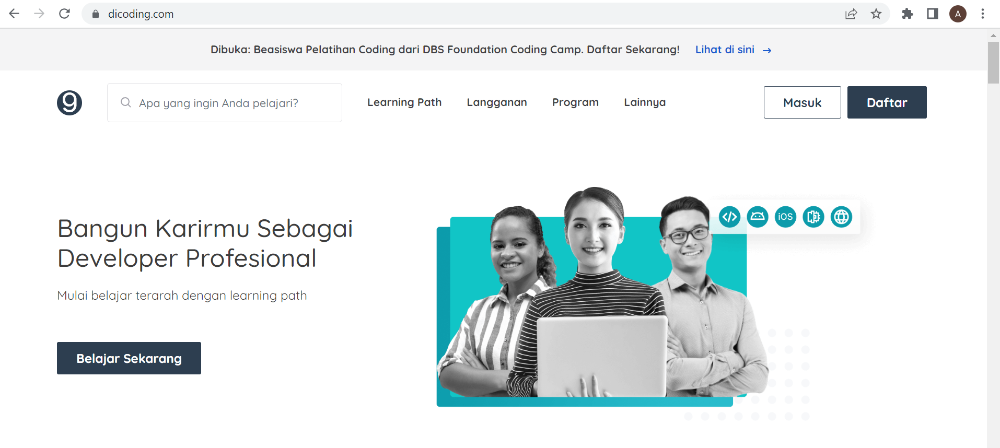 dicoding.com
A
Dibuka: Beasiswa Pelatihan Coding dari DBS Foundation Coding Camp. Daftar Sekarang! Lihat di sini →
Apa yang ingin Anda pelajari? Learning Path Langganan Program Lainnya Masuk Daftar
iOS
Bangun Karirmu Sebagai
Developer Profesional
Mulai belajar terarah dengan learning path
Belajar Sekarang